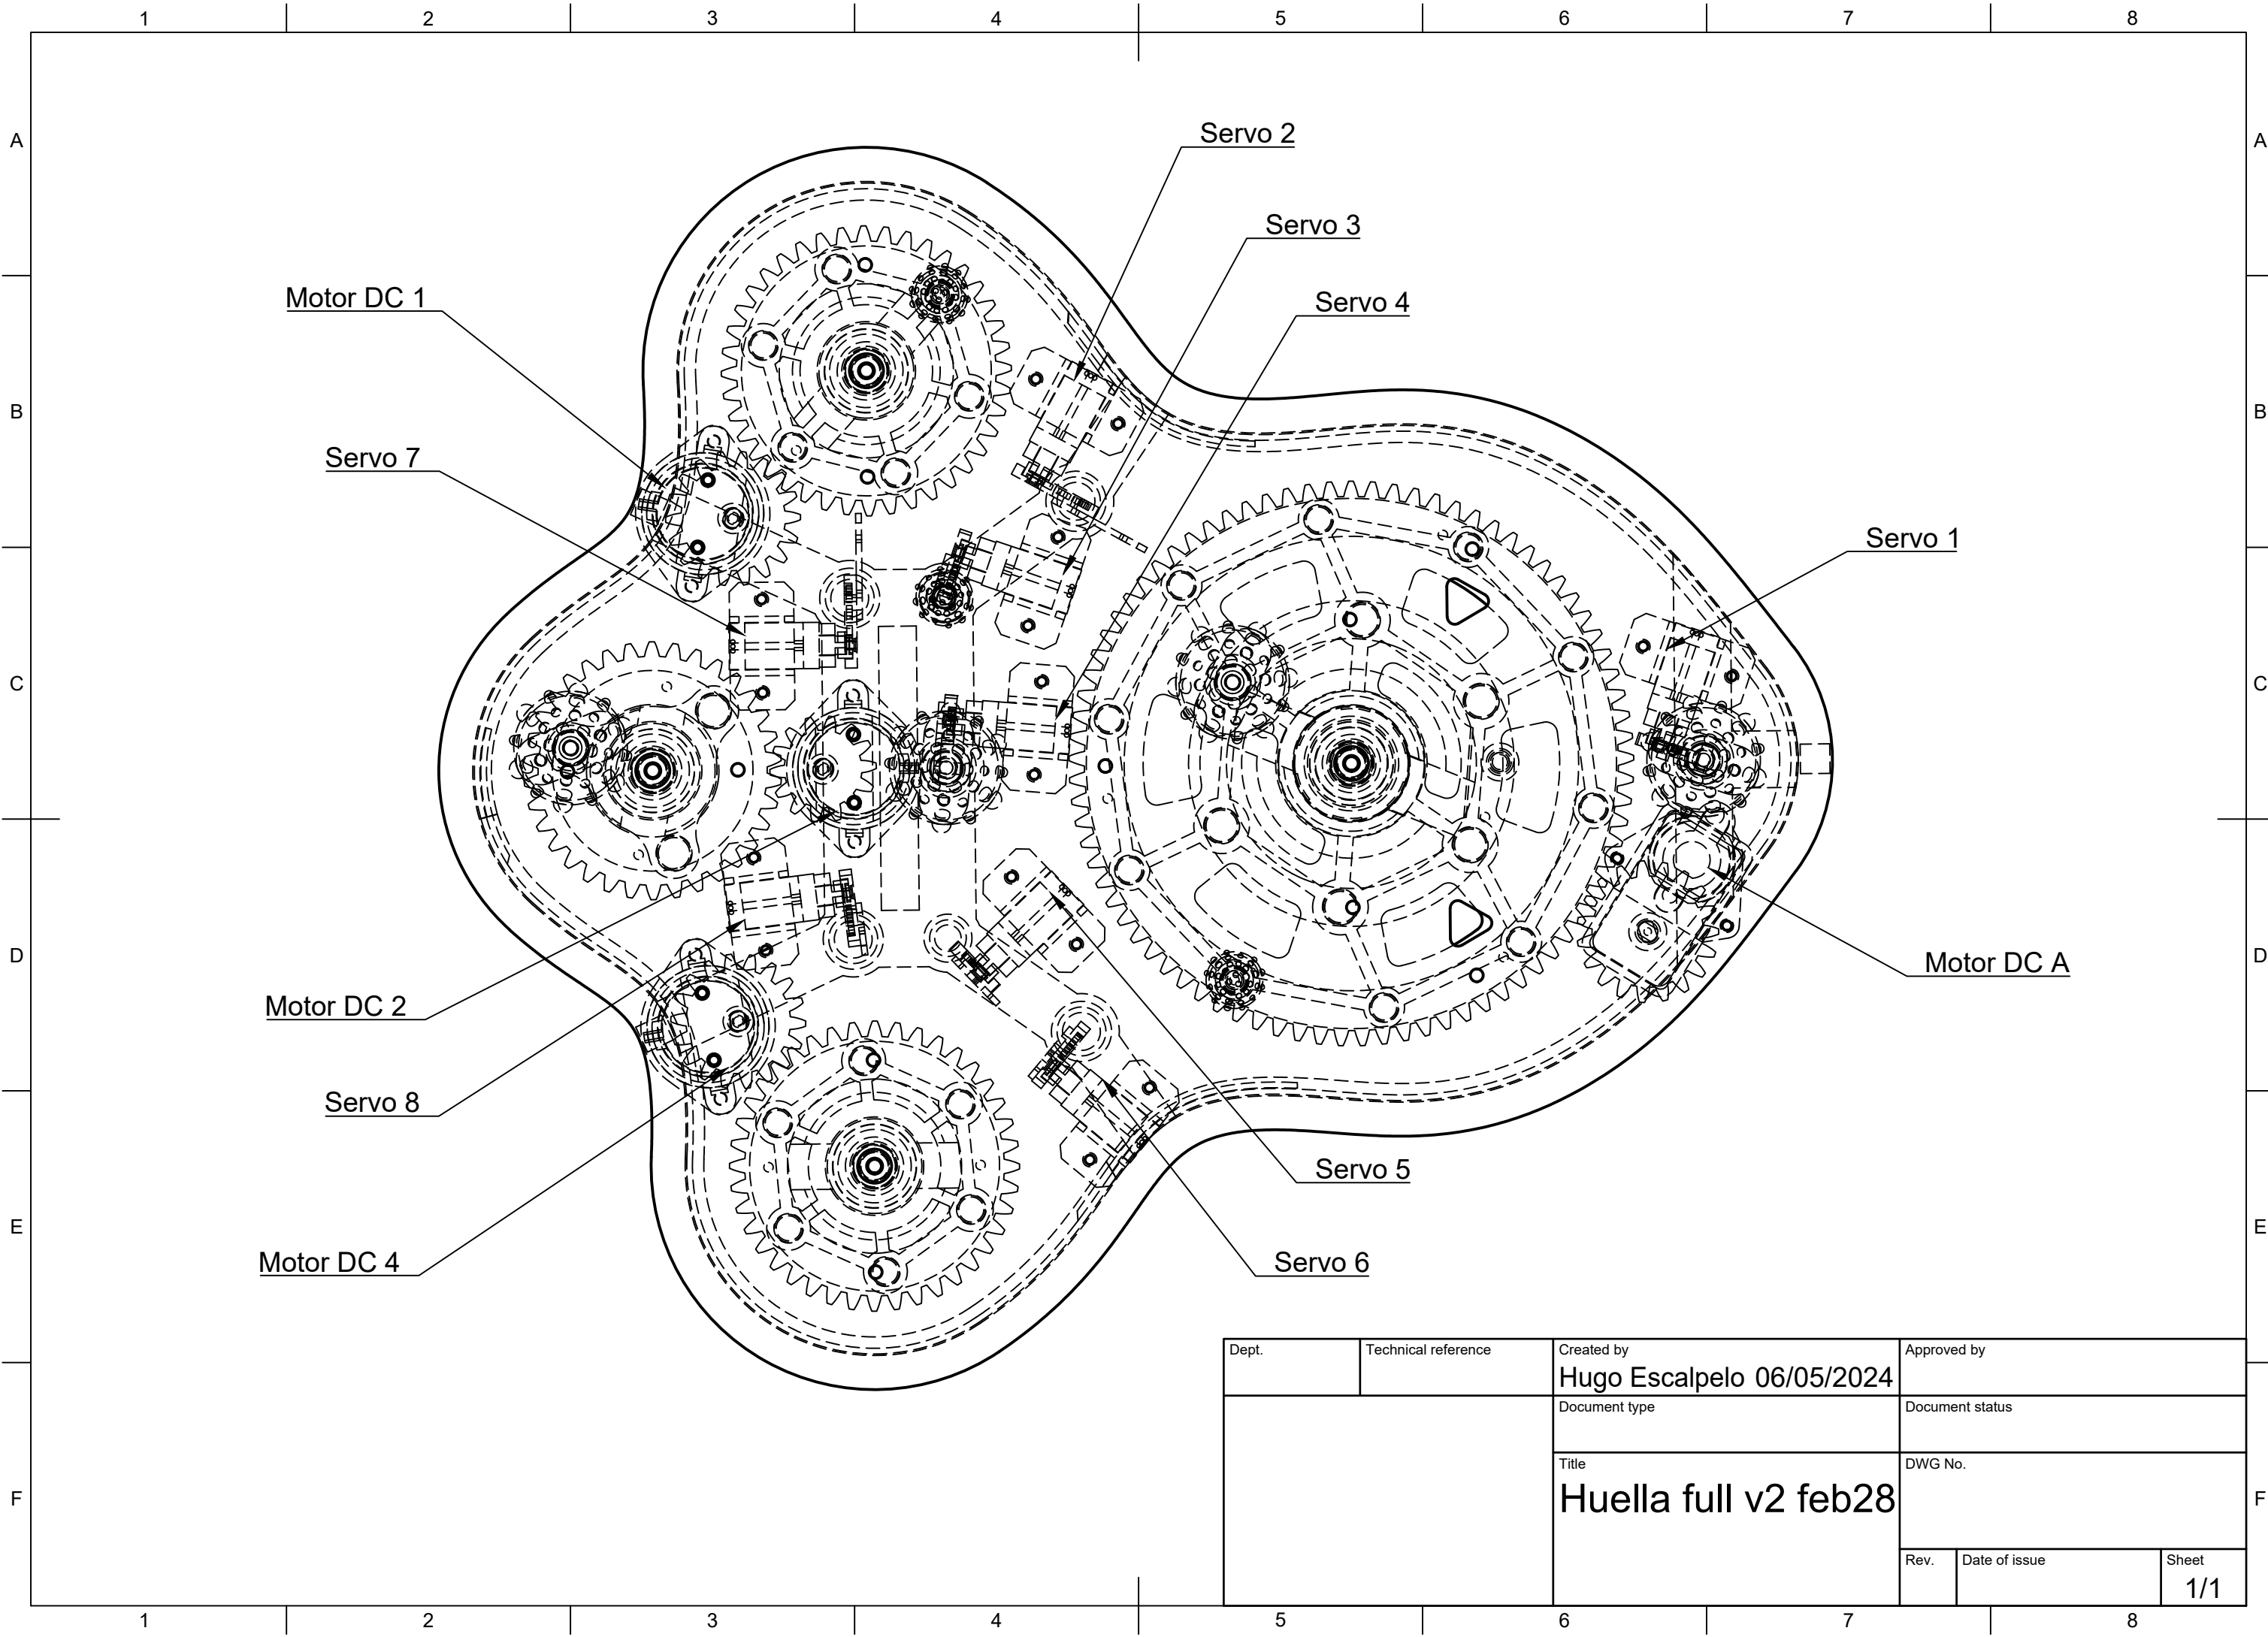 1 2 3 4 5 6 7 8
A A
Servo 2
Servo 3
Motor DC 1
Servo 4
B B
Servo 7
Servo 1
C C
D D
Motor DC A
Motor DC 2
Servo 8
Servo 5
E E
Motor DC 4
Servo 6
Dept. Technical reference Created by Approved by
Hugo Escalpelo 06/05/2024
Document type Document status
Title DWG No.
Huella full v2 feb28
F F
Rev. Date of issue Sheet
1/1
1 2 3 4 5 6 7 8